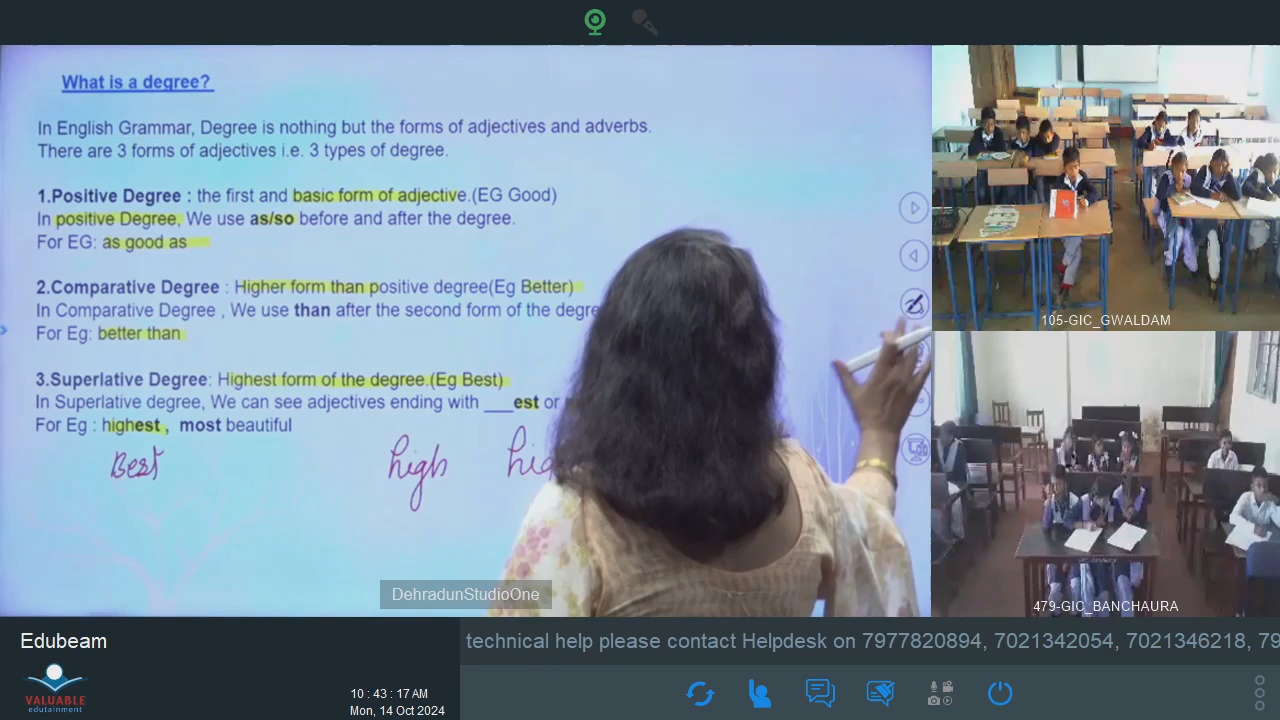 What is a degree?
In English Grammar, Degree is nothing but the forms of adjectives and adverbs.
There are 3 forms of adjectives i.e. 3 types of degree.
1.Positive Degree : the first and basic form of adjective.(EG Good)
In positive Degree, We use as/so before and after the degree.
For EG: as good as
2.Comparative Degree : Higher form than positive degree(Eg Better)
In Comparative Degree , We use than after the second form of the degre
For Eg: better than
3.Superlative Degree: Highest form of the degree.(Eg Best)
In Superlative degree, We can see adjectives ending with ___est or
For Eg : highest , most beautiful
Best
high
DehradunStudioOne
105-GIC_GWALDAM
479-GIC_BANCHAURA
Edubeam
VALUABLE
edutainment
10 : 43 : 17 AM
Mon, 14 Oct 2024
technical help please contact Helpdesk on 7977820894, 7021342054, 7021346218, 79